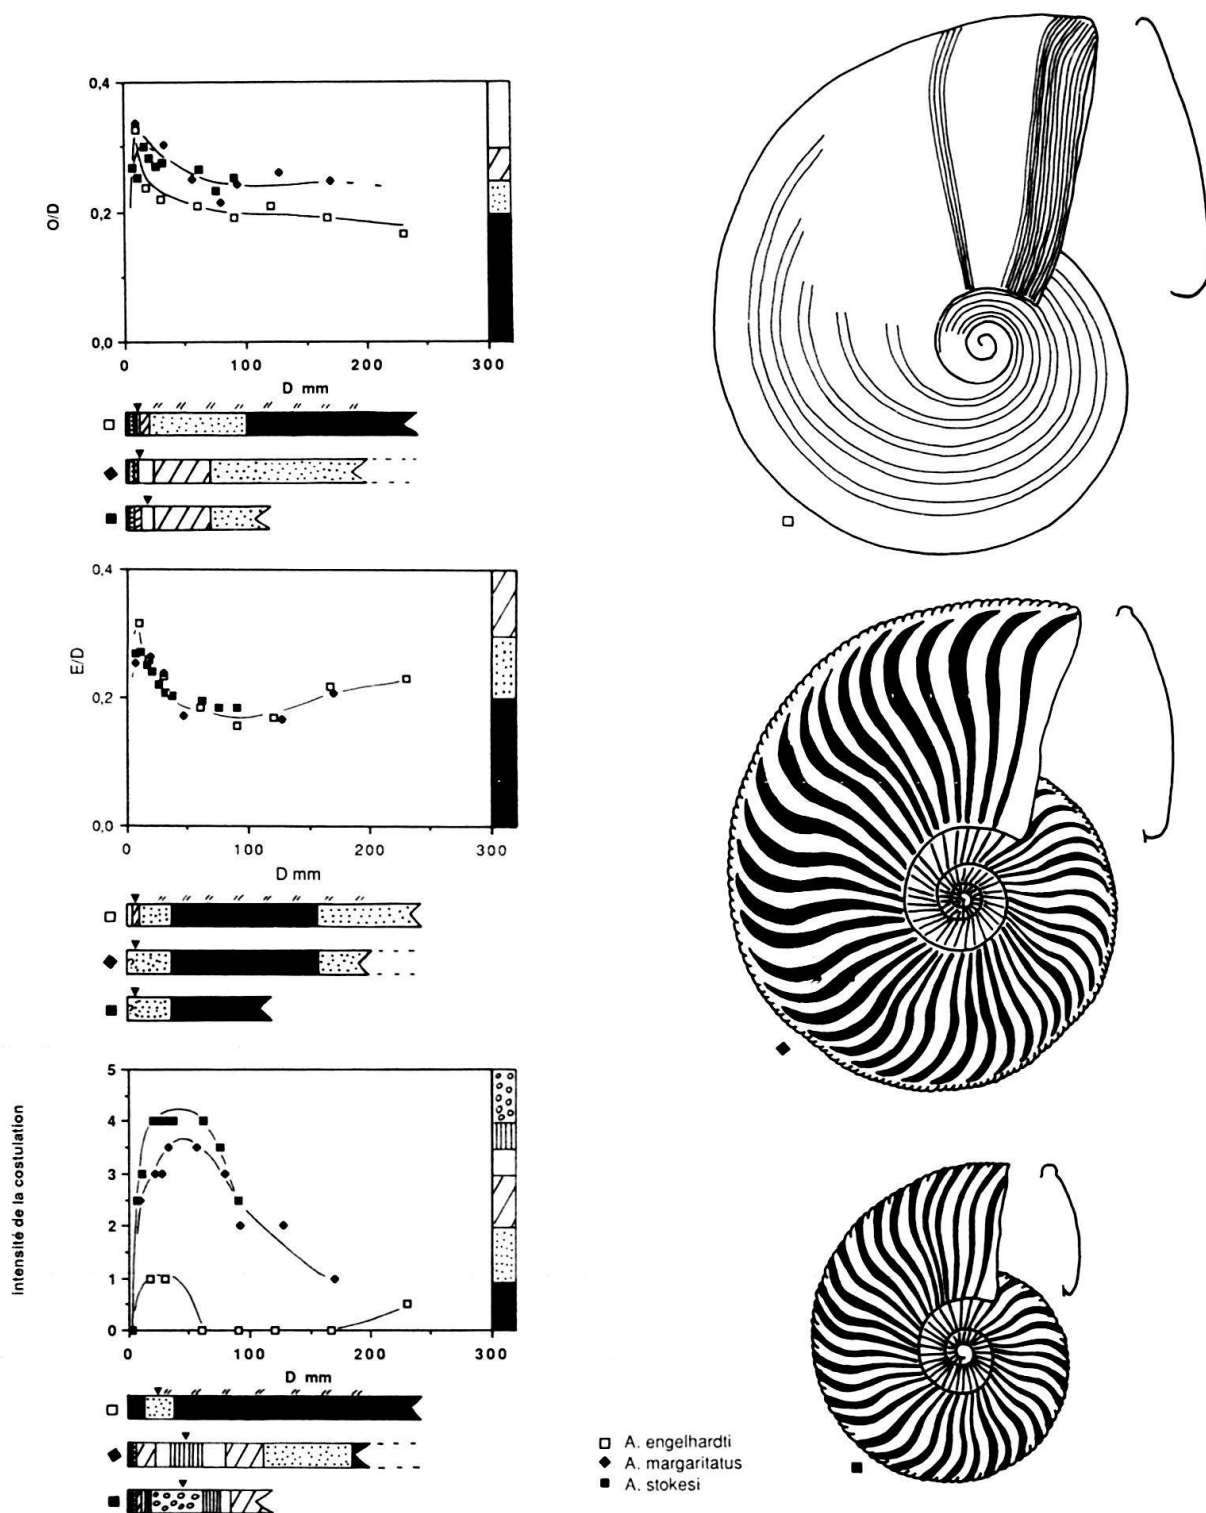 0,4
O/D
0,2
0,0
0 100 200 300
D mm
0,4
E/D
0,2
0,0
0 100 200 300
D mm
Intensité de la costulation
5
4
3
2
1
0
0 100 200 300
D mm
A. engelhardti
A. margaritatus
A. stokesi